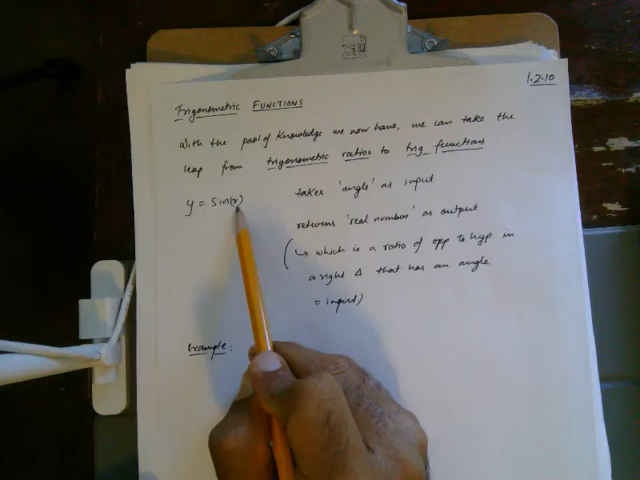 1.2.10
Trigonometric FUNCTIONS
With the pool of knowledge we now have, we can take the
leap from trigonometric ratios to trig functions
y = sin(x)
takes 'angle' as input
returns 'real number' as output
(↳ which is a ratio of opp to hyp in
a right Δ that has an angle
= input)
Example: